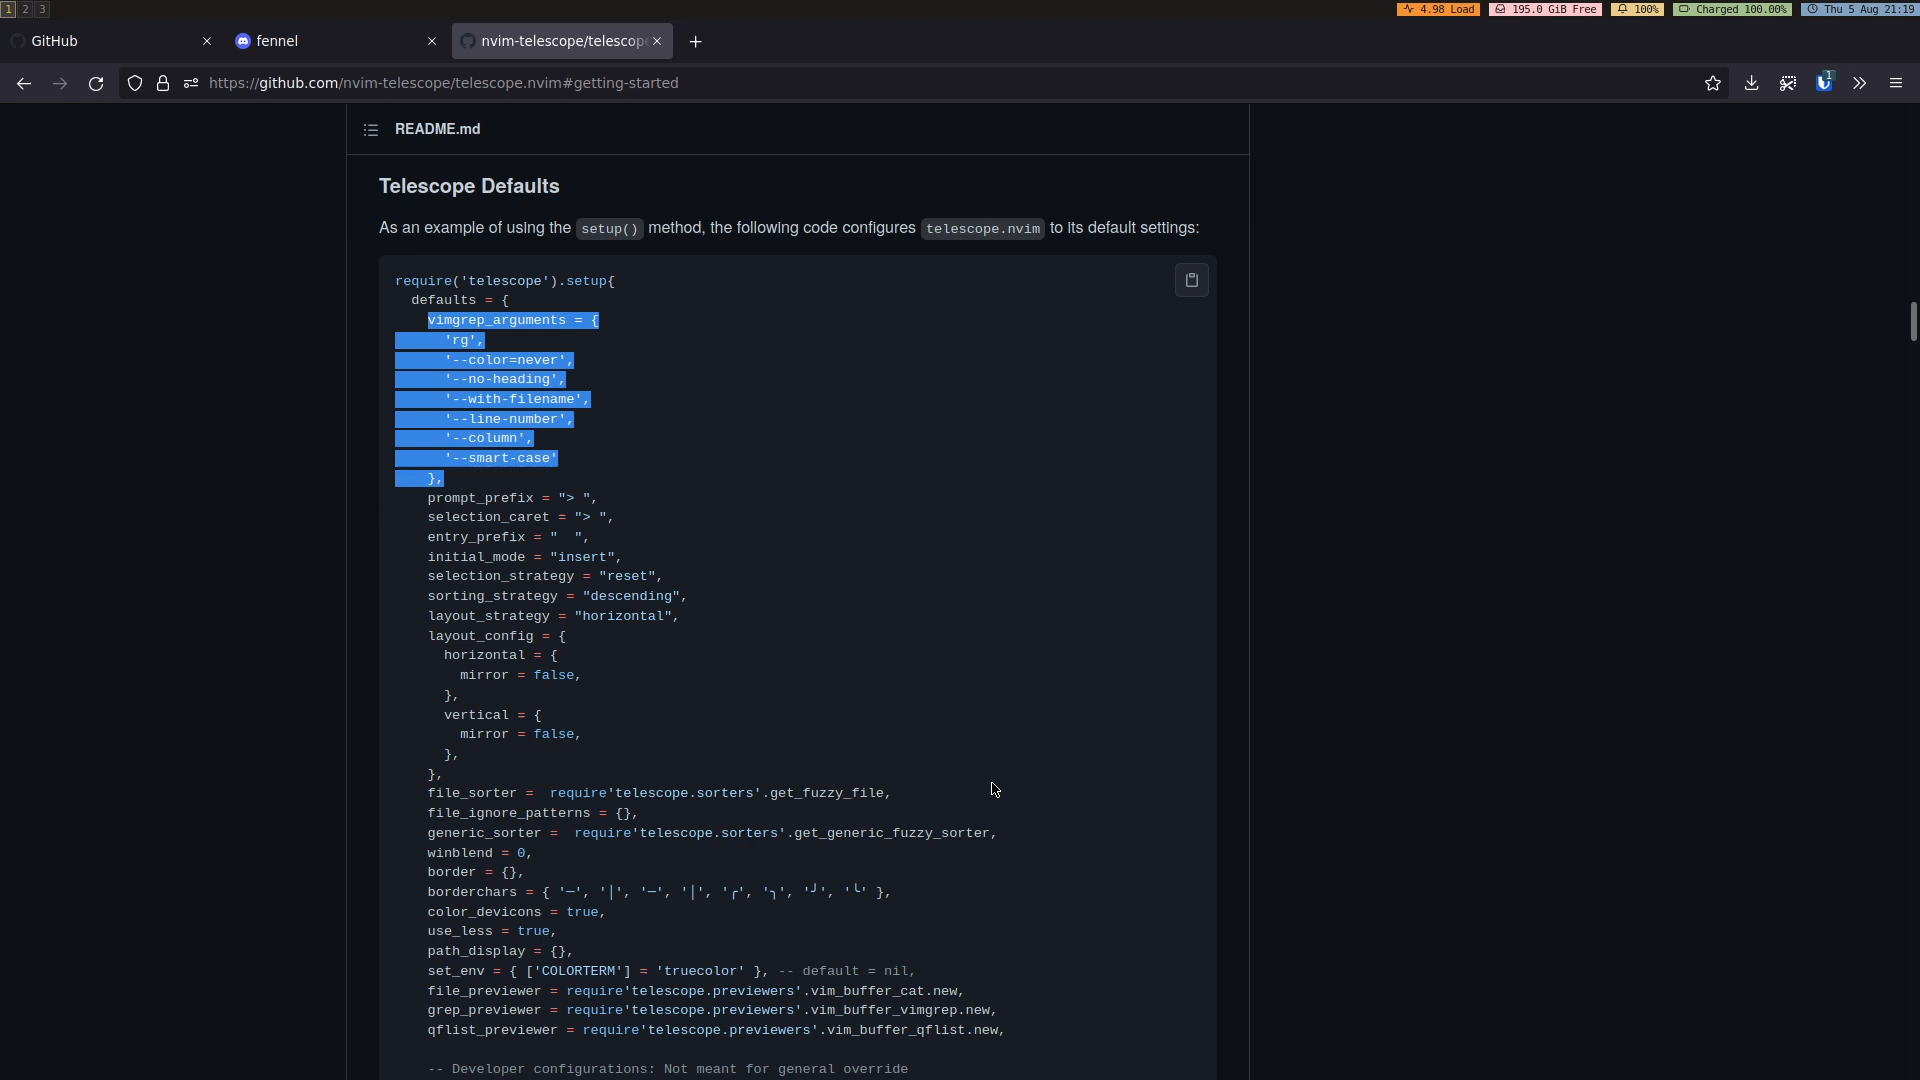 1 2 3
4.98 Load 195.0 GiB Free 100% Charged 100.00% Thu 5 Aug 21:19
GitHub fennel nvim-telescope/telescop
https://github.com/nvim-telescope/telescope.nvim#getting-started 1
README.md
Telescope Defaults
As an example of using the setup() method, the following code configures telescope.nvim to its default settings:
require('telescope').setup{
  defaults = {
    vimgrep_arguments = {
      'rg',
      '--color=never',
      '--no-heading',
      '--with-filename',
      '--line-number',
      '--column',
      '--smart-case'
    },
    prompt_prefix = "> ",
    selection_caret = "> ",
    entry_prefix = "  ",
    initial_mode = "insert",
    selection_strategy = "reset",
    sorting_strategy = "descending",
    layout_strategy = "horizontal",
    layout_config = {
      horizontal = {
        mirror = false,
      },
      vertical = {
        mirror = false,
      },
    },
    file_sorter =  require'telescope.sorters'.get_fuzzy_file,
    file_ignore_patterns = {},
    generic_sorter =  require'telescope.sorters'.get_generic_fuzzy_sorter,
    winblend = 0,
    border = {},
    borderchars = { '─', '│', '─', '│', '╭', '╮', '╯', '╰' },
    color_devicons = true,
    use_less = true,
    path_display = {},
    set_env = { ['COLORTERM'] = 'truecolor' }, -- default = nil,
    file_previewer = require'telescope.previewers'.vim_buffer_cat.new,
    grep_previewer = require'telescope.previewers'.vim_buffer_vimgrep.new,
    qflist_previewer = require'telescope.previewers'.vim_buffer_qflist.new,
    -- Developer configurations: Not meant for general override